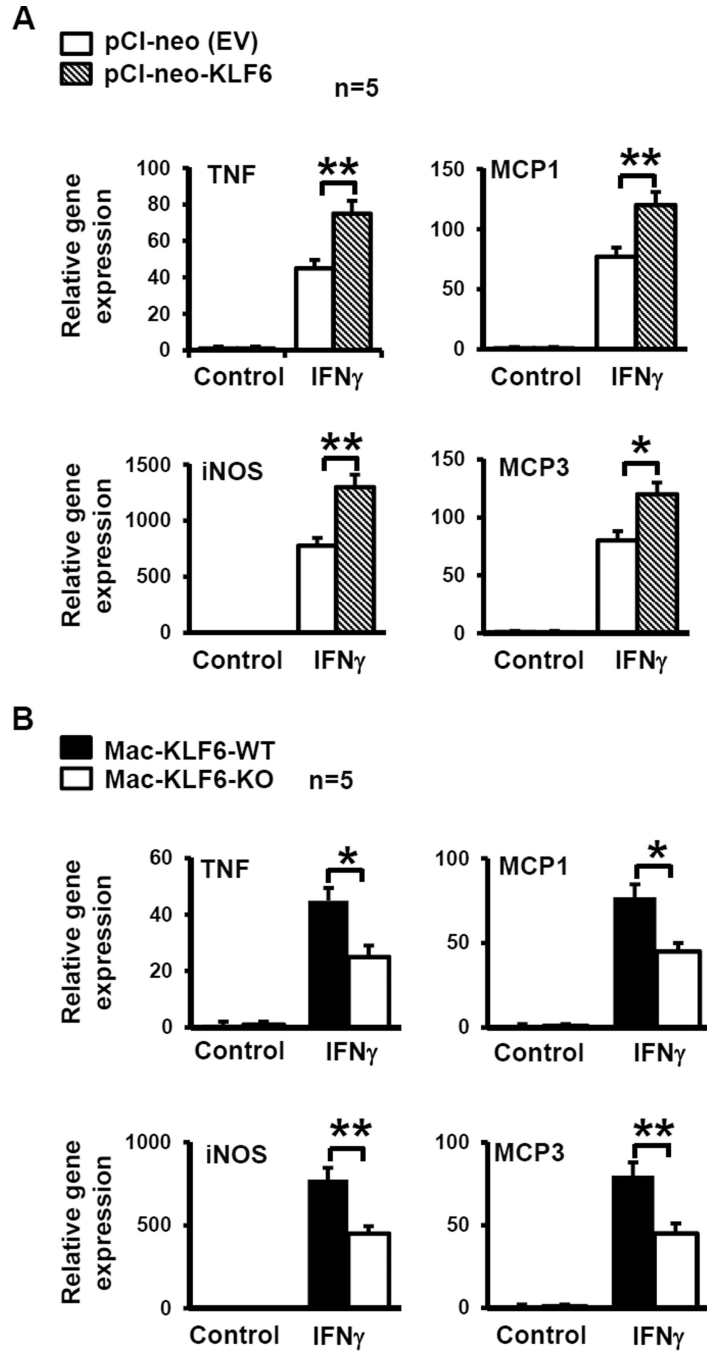 A
pCI-neo (EV)
pCI-neo-KLF6
n=5
Relative gene
expression
TNF
**
100
80
60
40
20
0
Control
IFNγ
MCP1
**
150
100
50
0
Control
IFNγ
Relative gene
expression
iNOS
**
1500
1000
500
0
Control
IFNγ
MCP3
*
150
100
50
0
Control
IFNγ
B
Mac-KLF6-WT
Mac-KLF6-KO
n=5
Relative gene
expression
TNF
*
60
40
20
0
Control
IFNγ
MCP1
*
100
50
0
Control
IFNγ
Relative gene
expression
iNOS
**
1000
500
0
Control
IFNγ
MCP3
**
100
50
0
Control
IFNγ